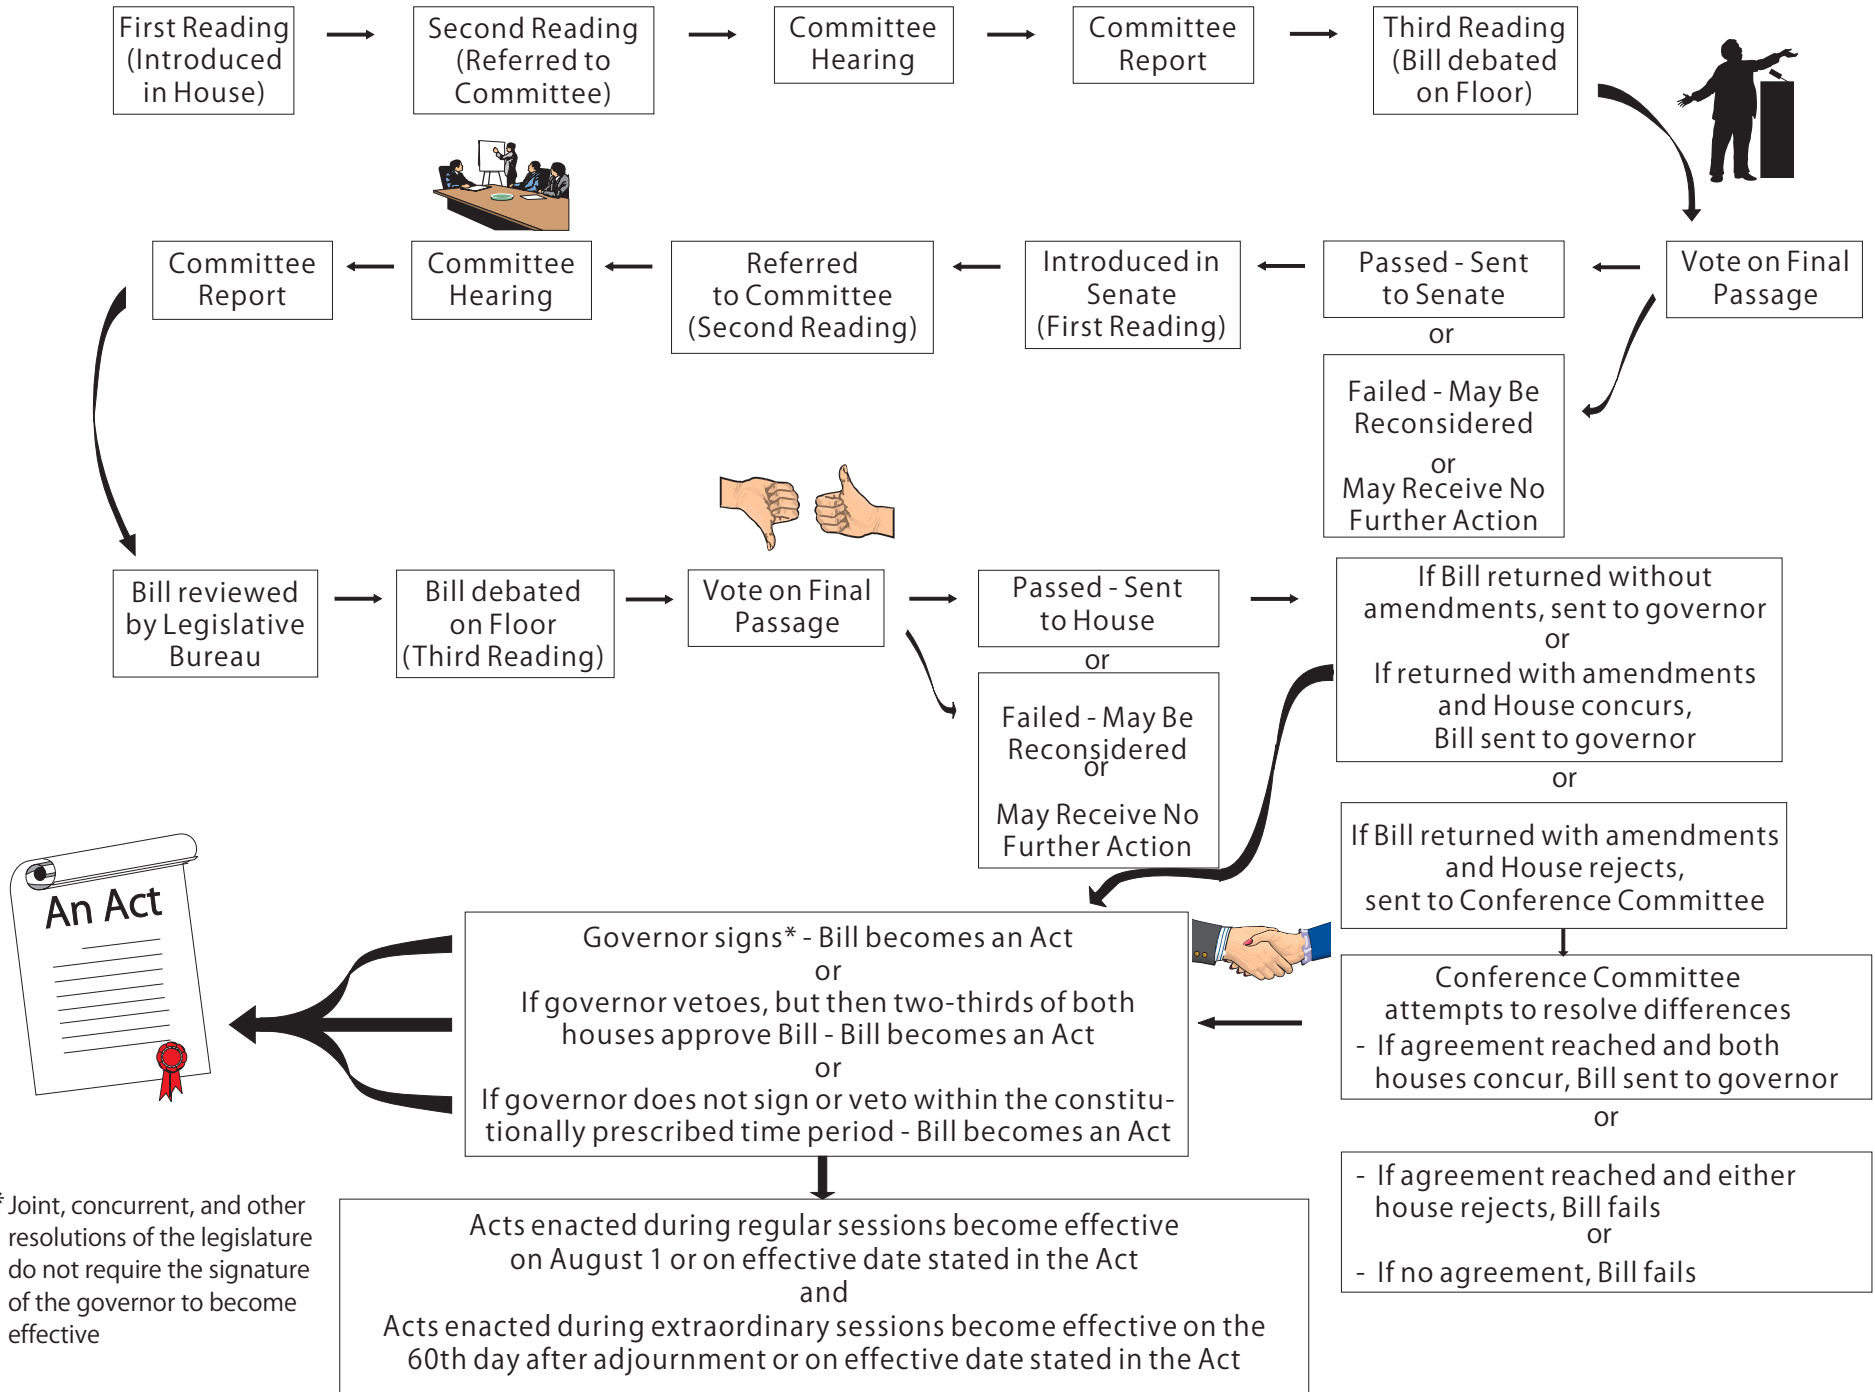 First Reading
(Introduced
in House)
Second Reading
(Referred to
Committee)
Committee
Hearing
Committee
Report
Third Reading
(Bill debated
on Floor)
Vote on Final
Passage
Passed - Sent
to Senate
or
Failed - May Be
Reconsidered
or
May Receive No
Further Action
Introduced in
Senate
(First Reading)
Referred
to Committee
(Second Reading)
Committee
Hearing
Committee
Report
Bill reviewed
by Legislative
Bureau
Bill debated
on Floor
(Third Reading)
Vote on Final
Passage
Passed - Sent
to House
or
Failed - May Be
Reconsidered
or
May Receive No
Further Action
If Bill returned without
amendments, sent to governor
or
If returned with amendments
and House concurs,
Bill sent to governor
or
If Bill returned with amendments
and House rejects,
sent to Conference Committee
Conference Committee
attempts to resolve differences
- If agreement reached and both
houses concur, Bill sent to governor
or
- If agreement reached and either
house rejects, Bill fails
or
- If no agreement, Bill fails
Governor signs* - Bill becomes an Act
or
If governor vetoes, but then two-thirds of both
houses approve Bill - Bill becomes an Act
or
If governor does not sign or veto within the constitu-
tionally prescribed time period - Bill becomes an Act
An Act
Acts enacted during regular sessions become effective
on August 1 or on effective date stated in the Act
and
Acts enacted during extraordinary sessions become effective on the
60th day after adjournment or on effective date stated in the Act
* Joint, concurrent, and other
resolutions of the legislature
do not require the signature
of the governor to become
effective